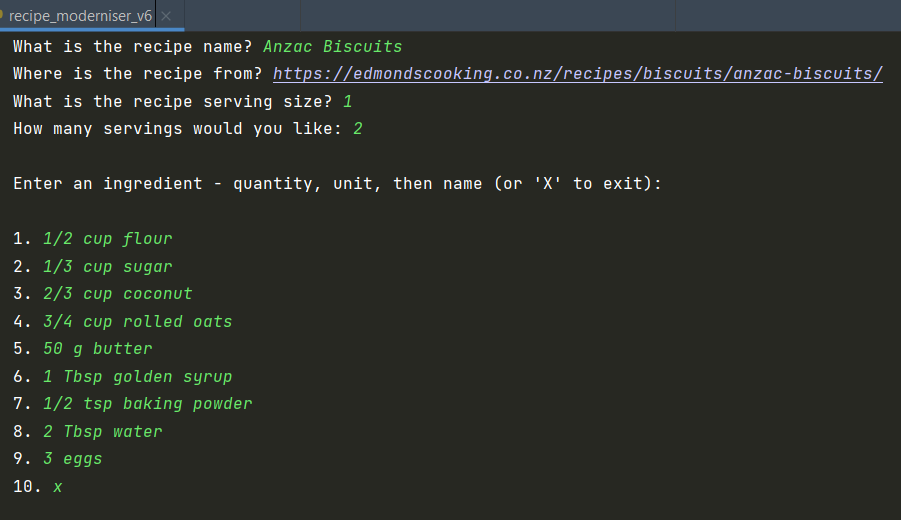 recipe_moderniser_v6
What is the recipe name? Anzac Biscuits
Where is the recipe from? https://edmondscooking.co.nz/recipes/biscuits/anzac-biscuits/
What is the recipe serving size? 1
How many servings would you like: 2
Enter an ingredient - quantity, unit, then name (or 'X' to exit):
1. 1/2 cup flour
2. 1/3 cup sugar
3. 2/3 cup coconut
4. 3/4 cup rolled oats
5. 50 g butter
6. 1 Tbsp golden syrup
7. 1/2 tsp baking powder
8. 2 Tbsp water
9. 3 eggs
10. x